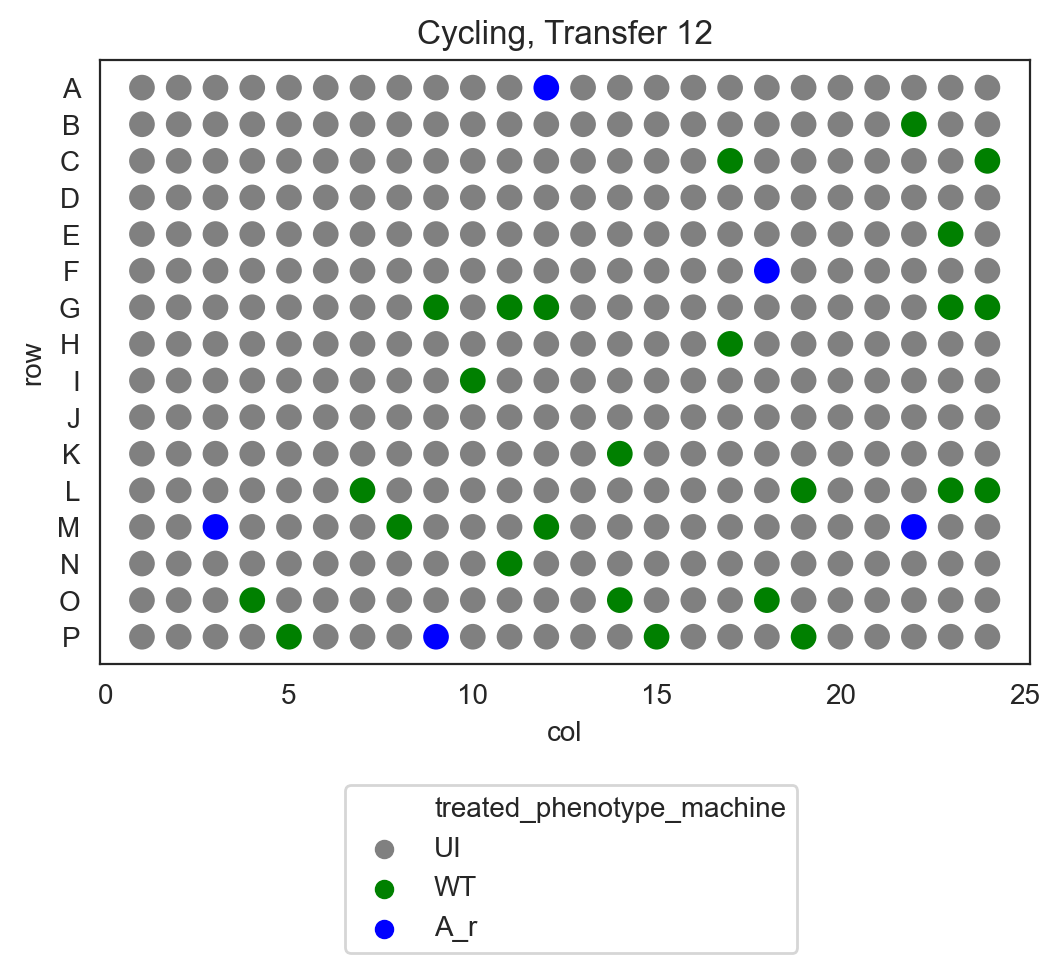 Cycling, Transfer 12
A
B
C
D
E
F
G
H
I
J
K
L
M
N
O
P
row
0 5 10 15 20 25
col
treated_phenotype_machine
UI
WT
A_r